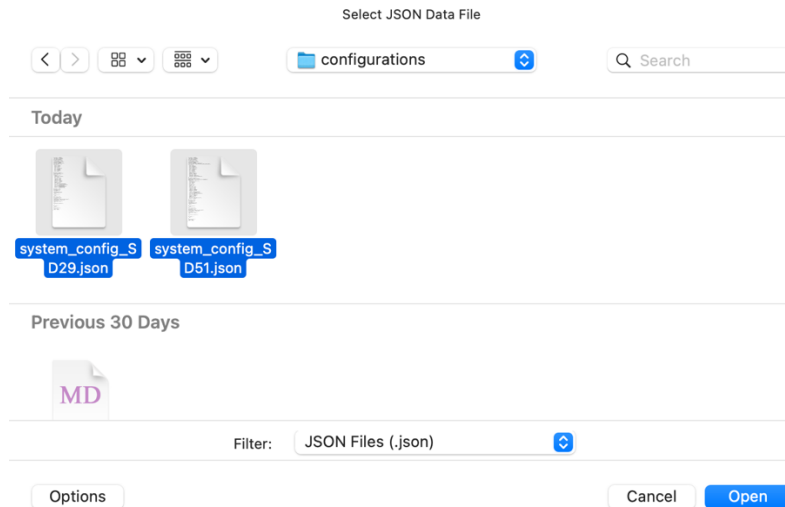 Select JSON Data File
configurations
Search
Today
system_config_S
D29.json
system_config_S
D51.json
Previous 30 Days
MD
Filter:
JSON Files (.json)
Options
Cancel
Open